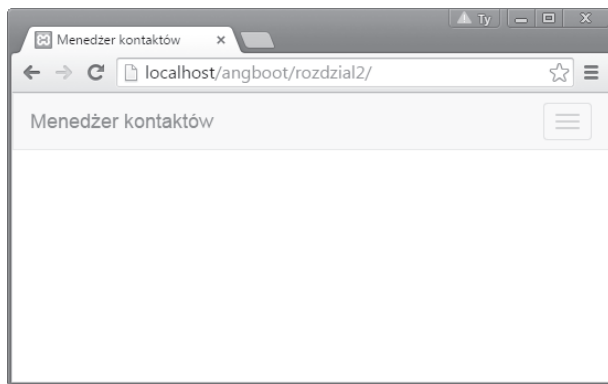 Ty
Menedżer kontaktów
localhost/angboot/rozdzial2/
Menedżer kontaktów